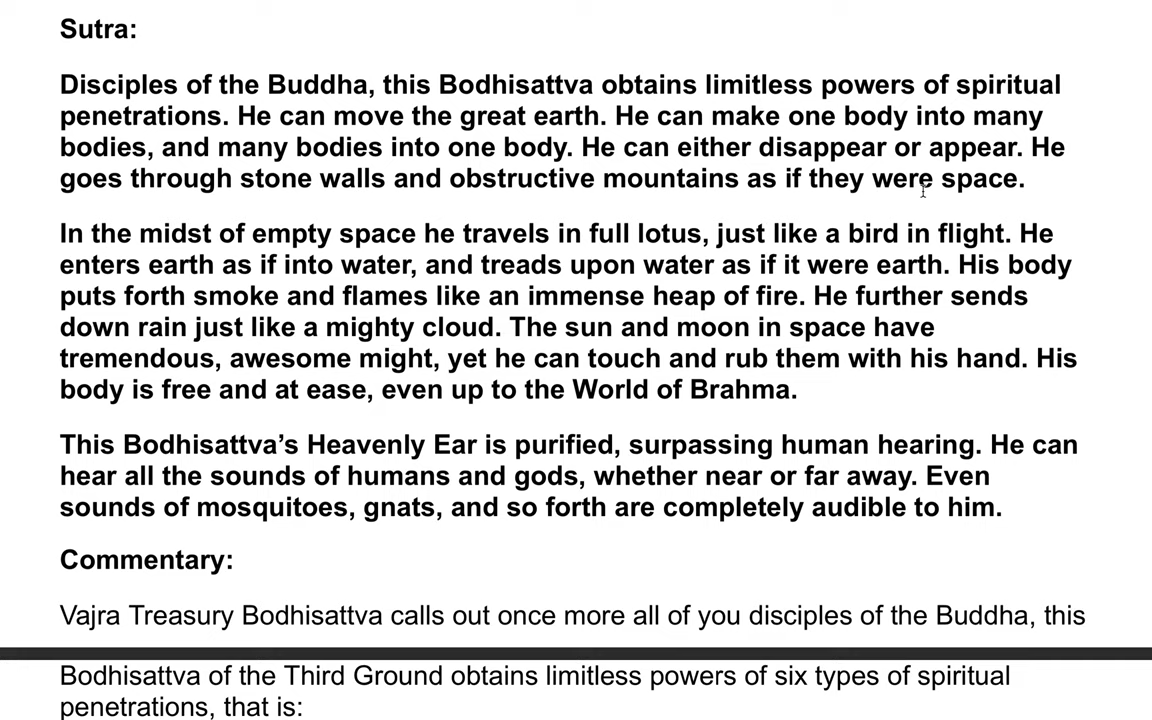 Sutra:
Disciples of the Buddha, this Bodhisattva obtains limitless powers of spiritual
penetrations. He can move the great earth. He can make one body into many
bodies, and many bodies into one body. He can either disappear or appear. He
goes through stone walls and obstructive mountains as if they were space.
In the midst of empty space he travels in full lotus, just like a bird in flight. He
enters earth as if into water, and treads upon water as if it were earth. His body
puts forth smoke and flames like an immense heap of fire. He further sends
down rain just like a mighty cloud. The sun and moon in space have
tremendous, awesome might, yet he can touch and rub them with his hand. His
body is free and at ease, even up to the World of Brahma.
This Bodhisattva’s Heavenly Ear is purified, surpassing human hearing. He can
hear all the sounds of humans and gods, whether near or far away. Even
sounds of mosquitoes, gnats, and so forth are completely audible to him.
Commentary:
Vajra Treasury Bodhisattva calls out once more all of you disciples of the Buddha, this
Bodhisattva of the Third Ground obtains limitless powers of six types of spiritual
penetrations, that is: